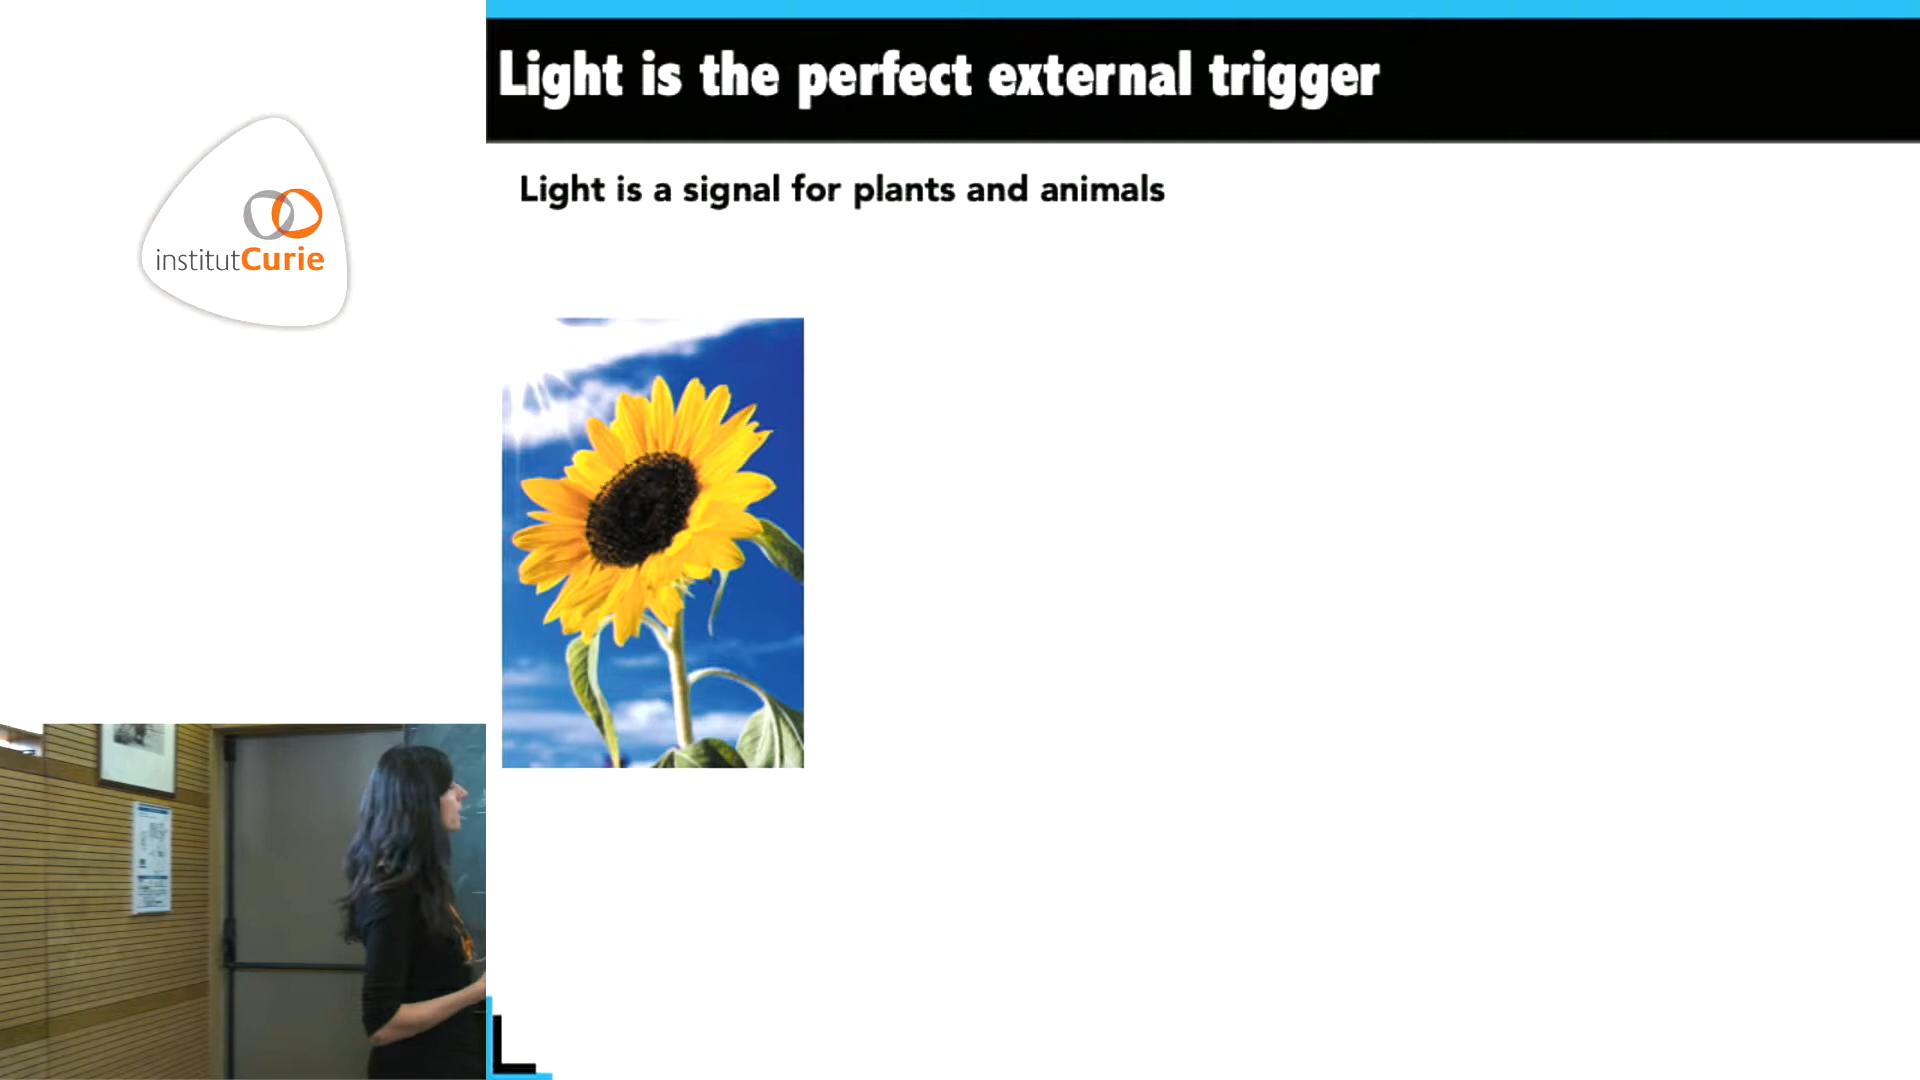 Light is the perfect external trigger
Light is a signal for plants and animals
institutCurie